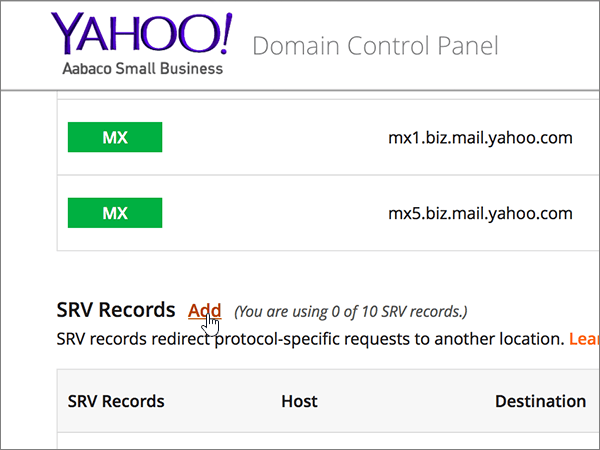 YAHOO!
Aabaco Small Business
Domain Control Panel
MX mx1.biz.mail.yahoo.com
MX mx5.biz.mail.yahoo.com
SRV Records Add (You are using 0 of 10 SRV records.)
SRV records redirect protocol-specific requests to another location. Lear
SRV Records Host Destination